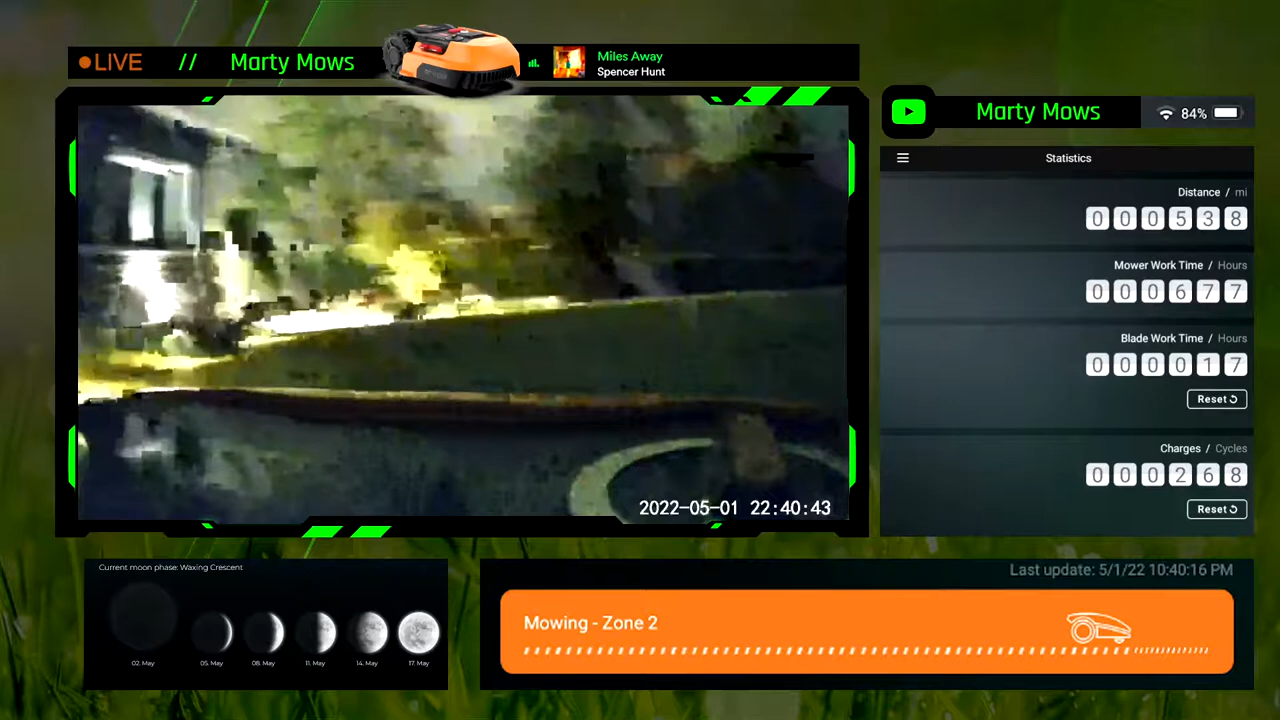 LIVE // Marty Mows
Miles Away
Spencer Hunt
Marty Mows
84%
Statistics
Distance / mi
000538
Mower Work Time / Hours
000677
Blade Work Time / Hours
000017
Reset
Charges / Cycles
000268
Reset
2022-05-01 22:40:43
Current moon phase: Waxing Crescent
02. May 05. May 08. May 11. May 14. May 17. May
Last update: 5/1/22 10:40:16 PM
Mowing - Zone 2